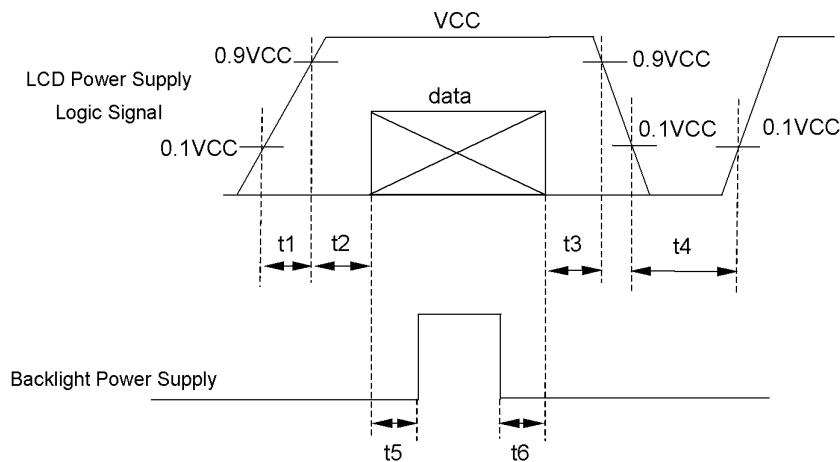 VCC
0.9VCC
0.9VCC
LCD Power Supply
data
Logic Signal
0.1VCC
0.1VCC
0.1VCC
t1
t2
t3
t4
Backlight Power Supply
t5
t6